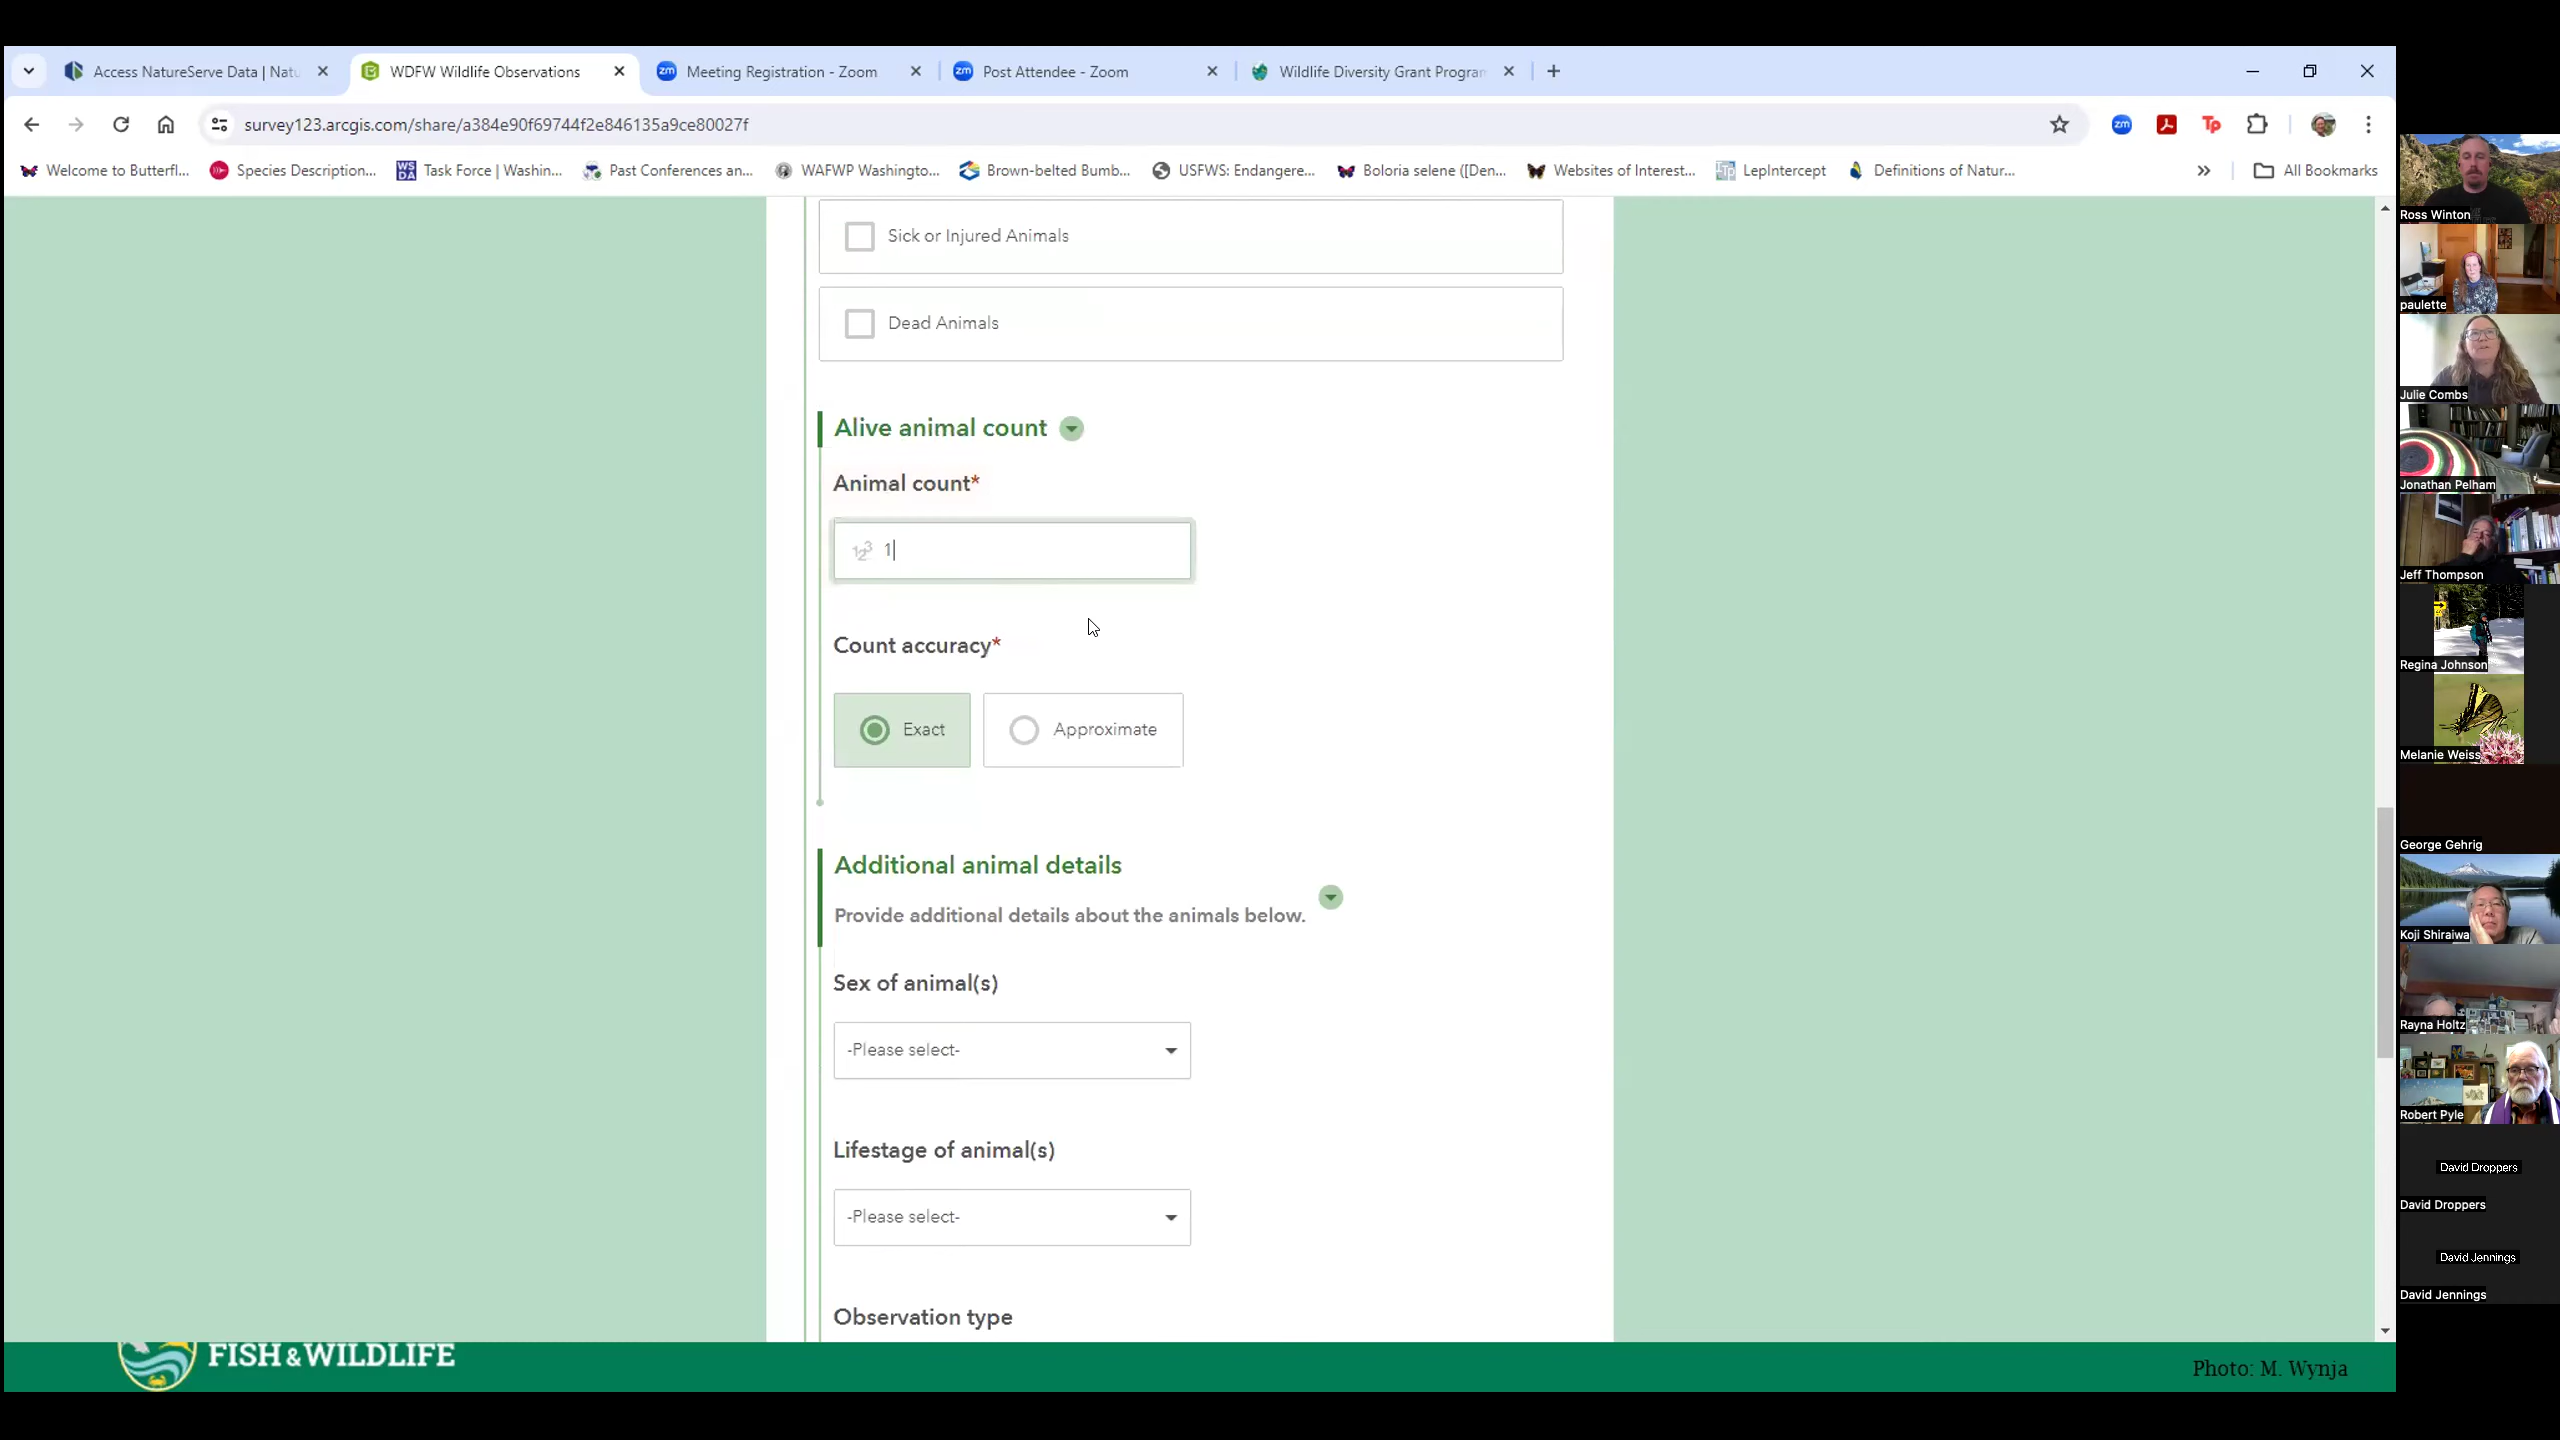 Access NatureServe Data | Natu
WDFW Wildlife Observations
Meeting Registration - Zoom
Post Attendee - Zoom
Wildlife Diversity Grant Program
survey123.arcgis.com/share/a384e90f69744f2e846135a9ce80027f
Welcome to Butterfl...
Species Description...
Task Force | Washin...
Past Conferences an...
WAFWP Washingto...
Brown-belted Bumb...
USFWS: Endangere...
Boloria selene ([Den...
Websites of Interest...
LepIntercept
Definitions of Natur...
All Bookmarks
Sick or Injured Animals
Dead Animals
Alive animal count
Animal count*
1
Count accuracy*
Exact
Approximate
Additional animal details
Provide additional details about the animals below.
Sex of animal(s)
-Please select-
Lifestage of animal(s)
-Please select-
Observation type
FISH & WILDLIFE
Photo: M. Wynja
Ross Winton
paulette
Julie Combs
Jonathan Pelham
Jeff Thompson
Regina Johnson
Melanie Weiss
George Gehrig
Koji Shiraiwa
Rayna Holtz
Robert Pyle
David Droppers
David Droppers
David Jennings
David Jennings